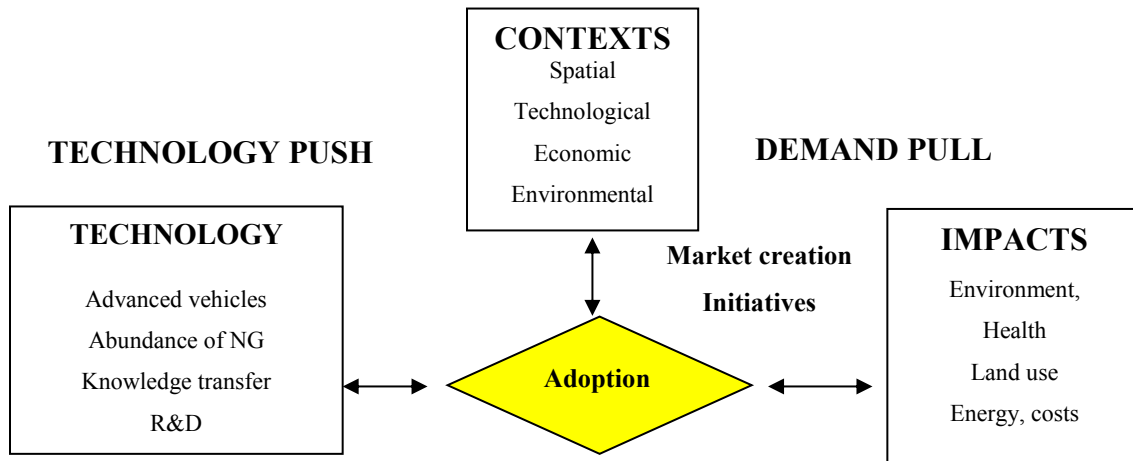 CONTEXTS
Spatial
Technological
Economic
Environmental
TECHNOLOGY PUSH
DEMAND PULL
TECHNOLOGY
Advanced vehicles
Abundance of NG
Knowledge transfer
R&D
Market creation
Initiatives
Adoption
IMPACTS
Environment,
Health
Land use
Energy, costs